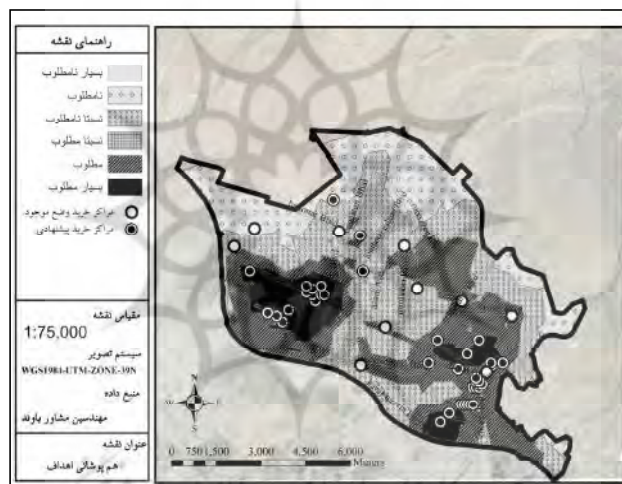 راهنمای نقشه
بسیار نامطلوب
نامطلوب
نسبتا نامطلوب
نسبتا مطلوب
مطلوب
بسیار مطلوب
مراکز خرید وضع موجود
مراکز خرید پیشنهادی
مقیاس نقشه
1:75,000
سیستم تصویر
WGS1984-UTM-ZONE-39N
منبع داده
مهندسین مشاور باوند
عنوان نقشه
هم پوشانی اهداف
N
W E
S
0 750 1,500 3,000 4,500 6,000
Meters